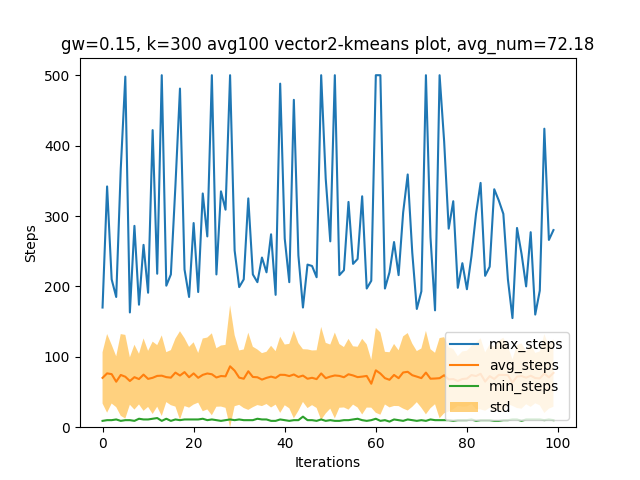 gw=0.15, k=300 avg100 vector2-kmeans plot, avg_num=72.18
500
400
300
200
100
0
Steps
max_steps
avg_steps
min_steps
std
0
20
40
60
80
100
Iterations